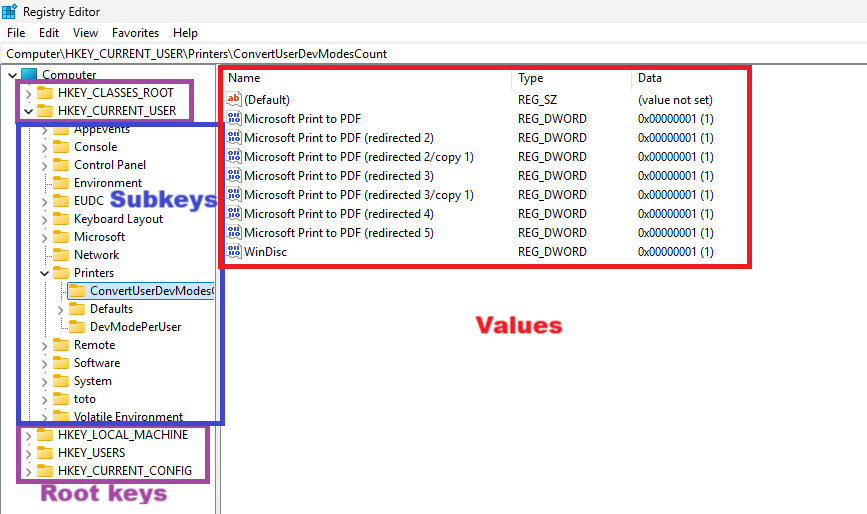 Registry Editor
File Edit View Favorites Help
Computer\HKEY_CURRENT_USER\Printers\ConvertUserDevModesCount
Computer
HKEY_CLASSES_ROOT
HKEY_CURRENT_USER
AppEvents
Console
Control Panel
Environment
EUDC
Subkeys
Keyboard Layout
Microsoft
Network
Printers
ConvertUserDevModesC
Defaults
DevModePerUser
Remote
Software
System
toto
Volatile Environment
HKEY_LOCAL_MACHINE
HKEY_USERS
HKEY_CURRENT_CONFIG
Root keys
Name Type Data
ab (Default) REG_SZ (value not set)
Microsoft Print to PDF REG_DWORD 0x00000001 (1)
Microsoft Print to PDF (redirected 2) REG_DWORD 0x00000001 (1)
Microsoft Print to PDF (redirected 2/copy 1) REG_DWORD 0x00000001 (1)
Microsoft Print to PDF (redirected 3) REG_DWORD 0x00000001 (1)
Microsoft Print to PDF (redirected 3/copy 1) REG_DWORD 0x00000001 (1)
Microsoft Print to PDF (redirected 4) REG_DWORD 0x00000001 (1)
Microsoft Print to PDF (redirected 5) REG_DWORD 0x00000001 (1)
WinDisc REG_DWORD 0x00000001 (1)
Values